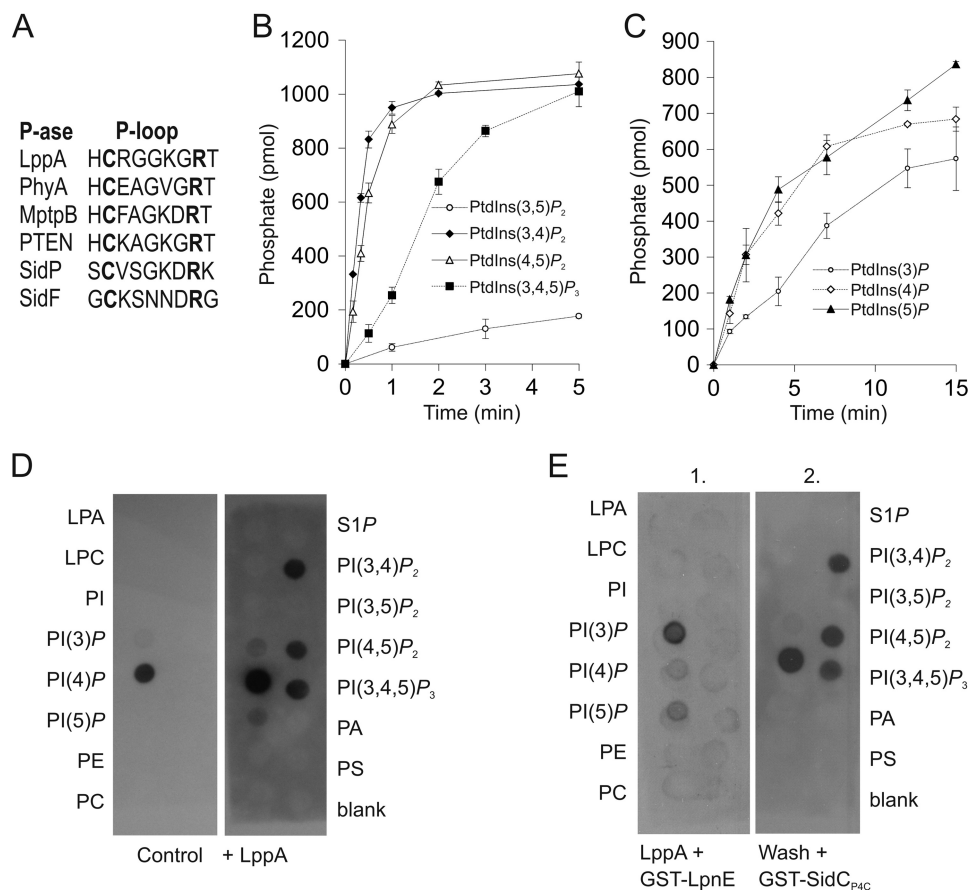 A
P-ase P-loop
LppA HCRGGKGRT
PhyA HCEAGVGRT
MptpB HCFAGKDRT
PTEN HCKAGKGRT
SidP SCVSGKDRK
SidF GCKSNNDRG
B
Phosphate (pmol)
1200
1000
800
600
400
200
0
PtdIns(3,5)P₂
PtdIns(3,4)P₂
PtdIns(4,5)P₂
PtdIns(3,4,5)P₃
0 1 2 3 4 5
Time (min)
C
Phosphate (pmol)
900
800
700
600
500
400
300
200
100
0
PtdIns(3)P
PtdIns(4)P
PtdIns(5)P
0 5 10 15
Time (min)
D
LPA
LPC
PI
PI(3)P
PI(4)P
PI(5)P
PE
PC
S1P
PI(3,4)P₂
PI(3,5)P₂
PI(4,5)P₂
PI(3,4,5)P₃
PA
PS
blank
Control + LppA
E
1. 2.
LPA
LPC
PI
PI(3)P
PI(4)P
PI(5)P
PE
PC
S1P
PI(3,4)P₂
PI(3,5)P₂
PI(4,5)P₂
PI(3,4,5)P₃
PA
PS
blank
LppA +
GST-LpnE
Wash +
GST-SidC P4C